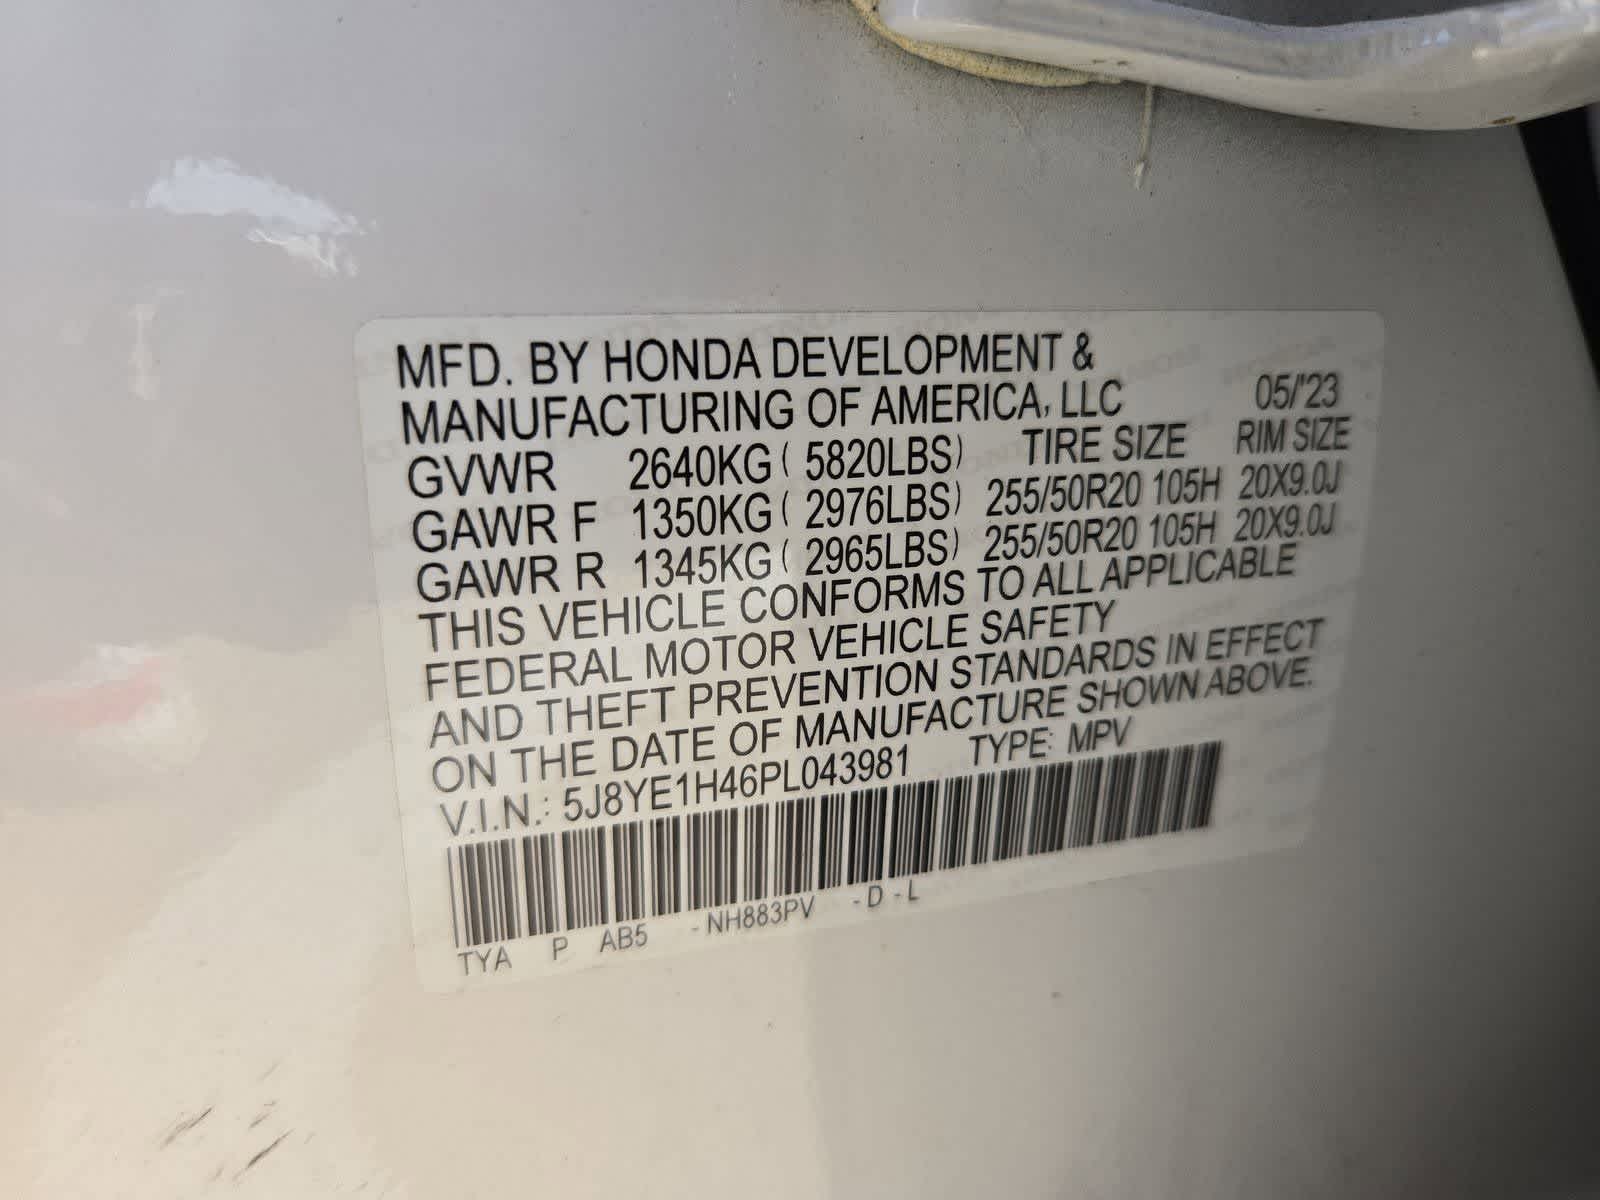 MFD. BY HONDA DEVELOPMENT &
MANUFACTURING OF AMERICA, LLC 05/'23
GVWR 2640KG ( 5820LBS) TIRE SIZE RIM SIZE
GAWR F 1350KG ( 2976LBS) 255/50R20 105H 20X9.0J
GAWR R 1345KG ( 2965LBS) 255/50R20 105H 20X9.0J
THIS VEHICLE CONFORMS TO ALL APPLICABLE
FEDERAL MOTOR VEHICLE SAFETY
AND THEFT PREVENTION STANDARDS IN EFFECT
ON THE DATE OF MANUFACTURE SHOWN ABOVE.
V.I.N.: 5J8YE1H46PL043981 TYPE: MPV
TYA P AB5 -NH883PV -D -L